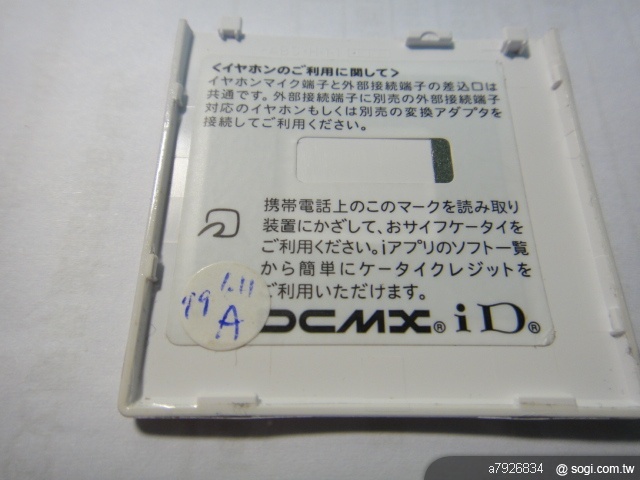 ＜イヤホンのご利用に関して＞
イヤホンマイク端子と外部接続端子の差込口は
共通です。外部接続端子に別売の外部接続端子
対応のイヤホンもしくは別売の変換アダプタを
接続してご利用ください。
携帯電話上のこのマークを読み取り
装置にかざして、おサイフケータイを
ご利用ください。iアプリのソフト一覧
から簡単にケータイクレジットを
ご利用いただけます。
99 1.11
A
DCMX® iD®
a7926834 @ sogi.com.tw